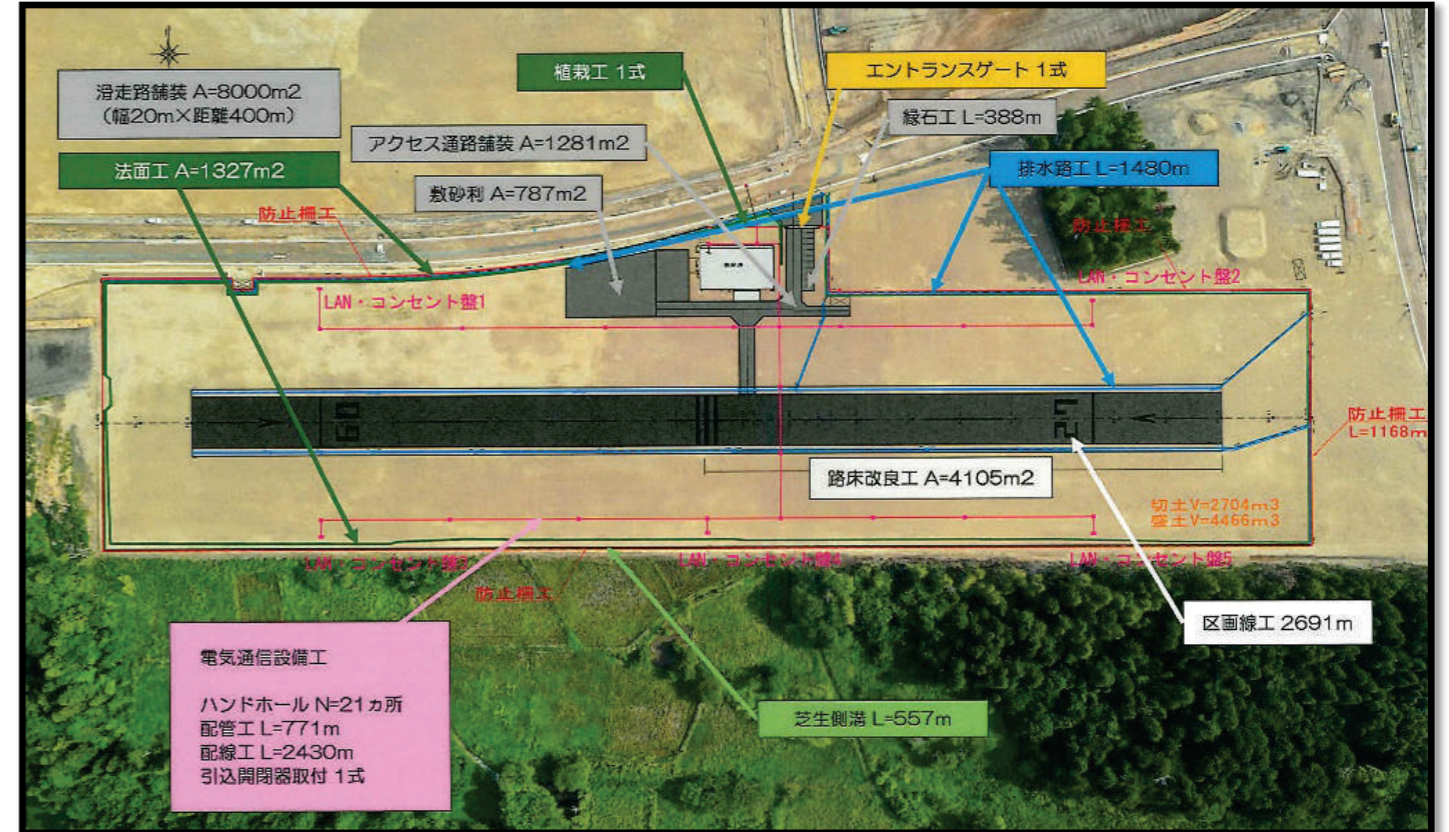 植栽工 1式
エントランスゲート 1式
滑走路舗装 A=8000m2
（幅20m×距離400m）
縁石工 L=388m
アクセス通路舗装 A=1281m2
法面工 A=1327m2
排水路工 L=1480m
敷砂利 A=787m2
防止柵工
防止柵工
LAN・コンセント盤1
LAN・コンセント盤2
09
27
防止柵工
L=1168m
路床改良工 A=4105m2
切土V=2704m3
盛土V=4466m3
LAN・コンセント盤3
LAN・コンセント盤4
LAN・コンセント盤5
防止柵工
区画線工 2691m
電気通信設備工
ハンドホール N=21ヵ所
配管工 L=771m
配線工 L=2430m
引込開閉器取付 1式
芝生側溝 L=557m